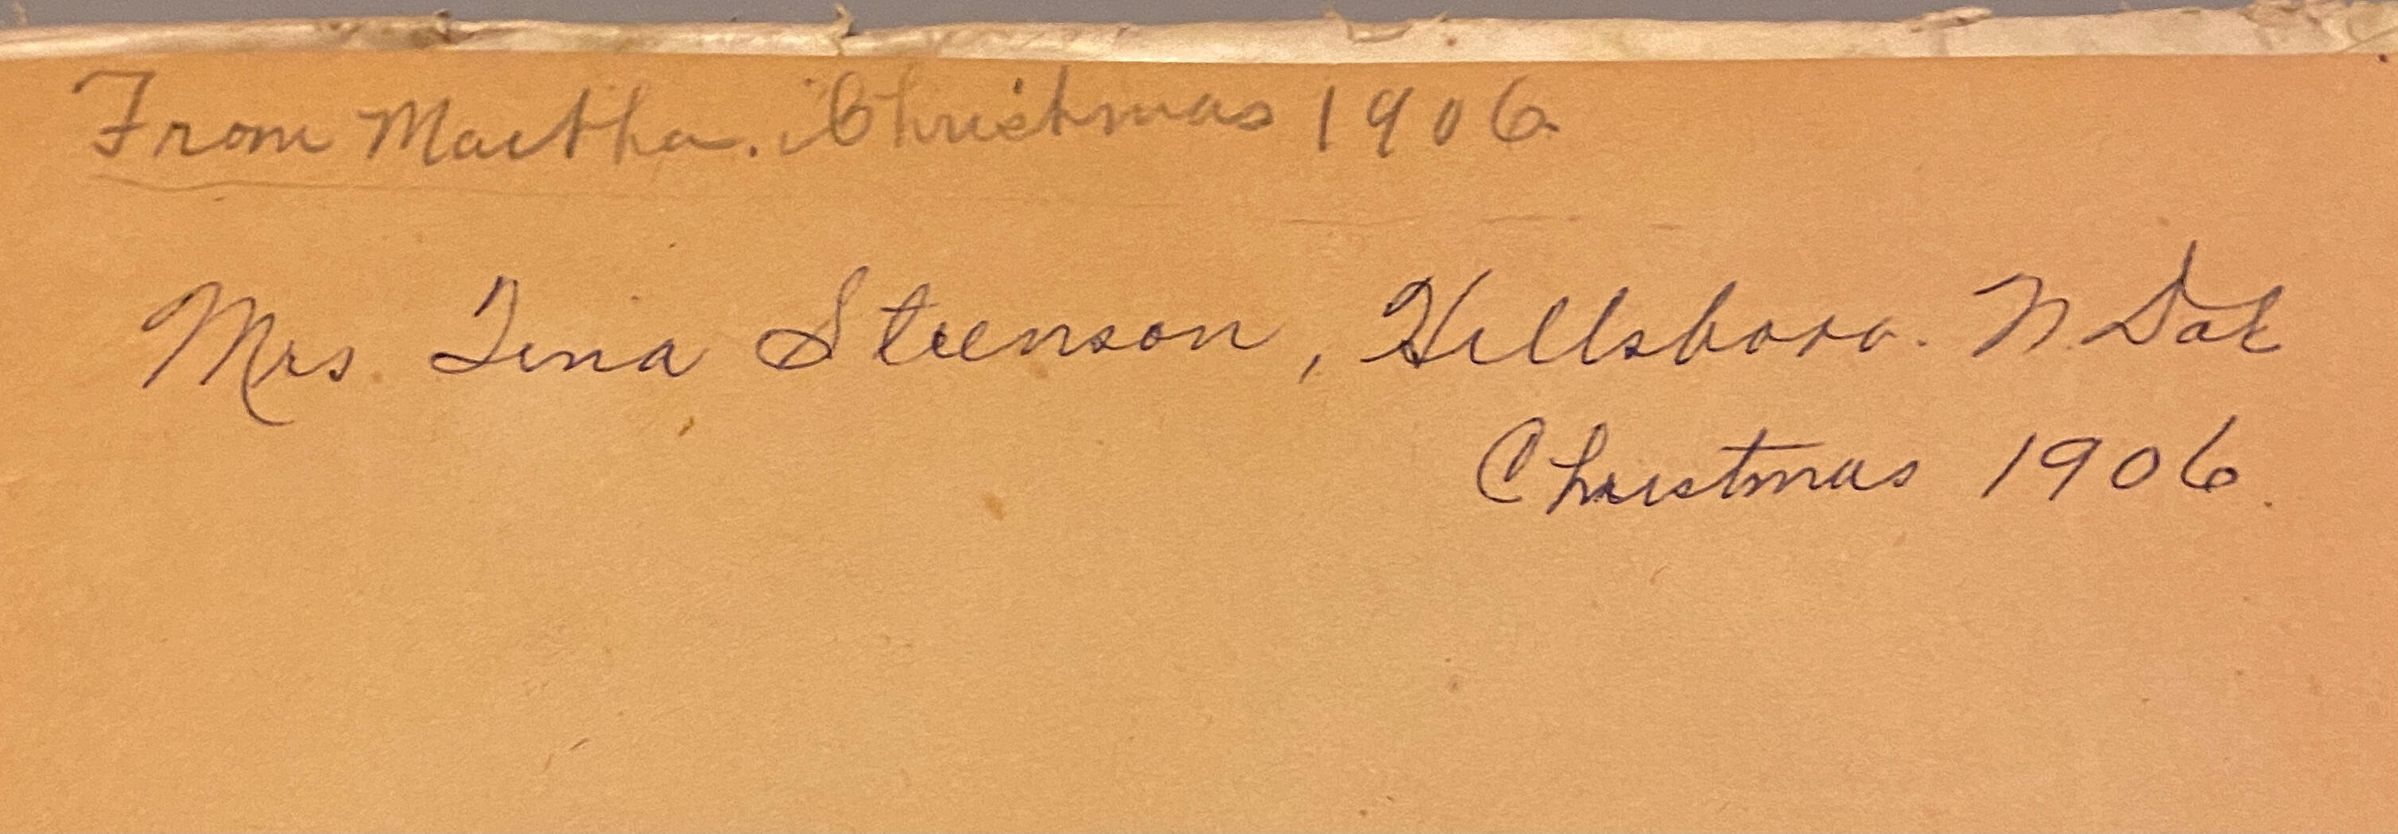 From Martha. Christmas 1906.
Mrs. Tina Steenson, Hillsboro. N. Dak
Christmas 1906.